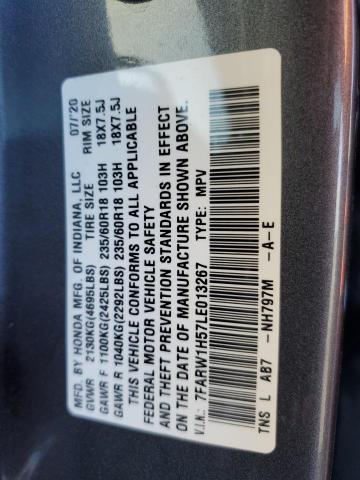 MFD. BY HONDA MFG. OF INDIANA, LLC 07/'20
GVWR 2130KG(4695LBS) TIRE SIZE RIM SIZE
GAWR F 1100KG(2425LBS) 235/60R18 103H 18X7.5J
GAWR R 1040KG(2292LBS) 235/60R18 103H 18X7.5J
THIS VEHICLE CONFORMS TO ALL APPLICABLE
FEDERAL MOTOR VEHICLE SAFETY
AND THEFT PREVENTION STANDARDS IN EFFECT
ON THE DATE OF MANUFACTURE SHOWN ABOVE.
V.I.N.: 7FARW1H57LE013267 TYPE: MPV
TNS L AB7 -NH797M -A-E